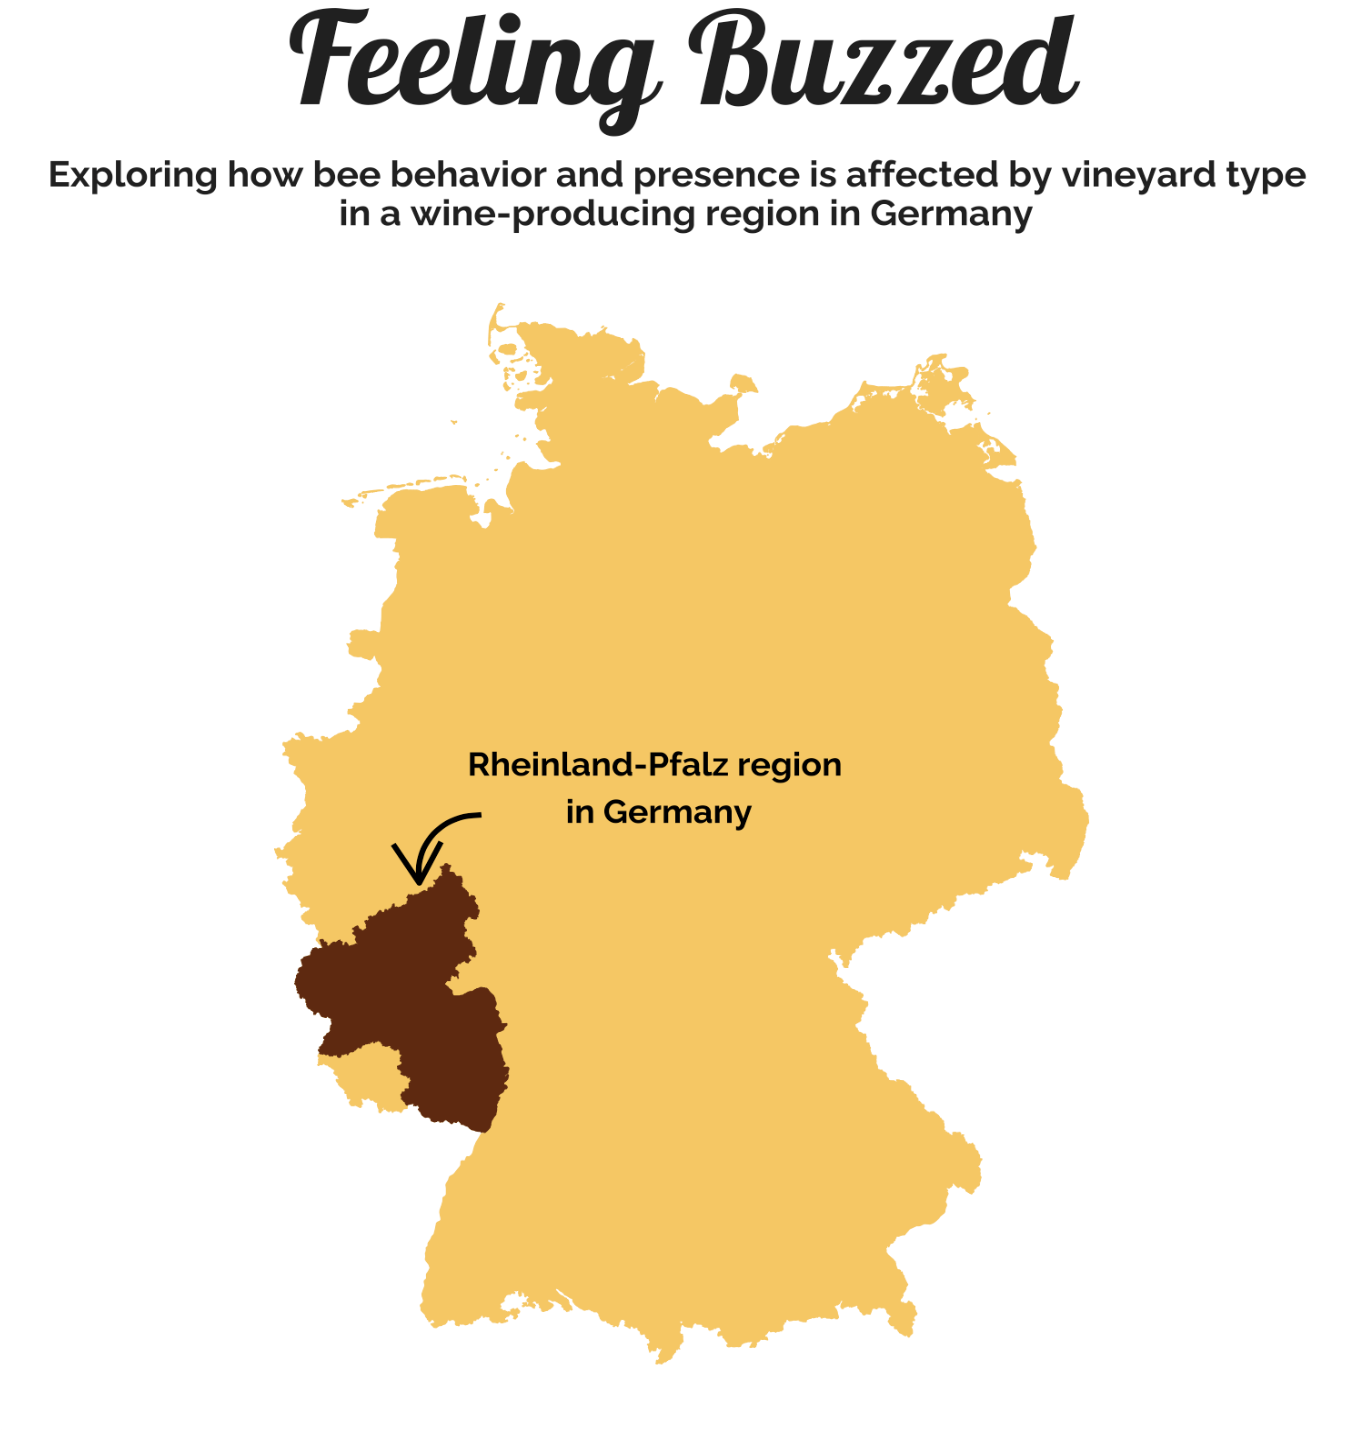 Feeling Buzzed
Exploring how bee behavior and presence is affected by vineyard type
in a wine-producing region in Germany
Rheinland-Pfalz region
in Germany